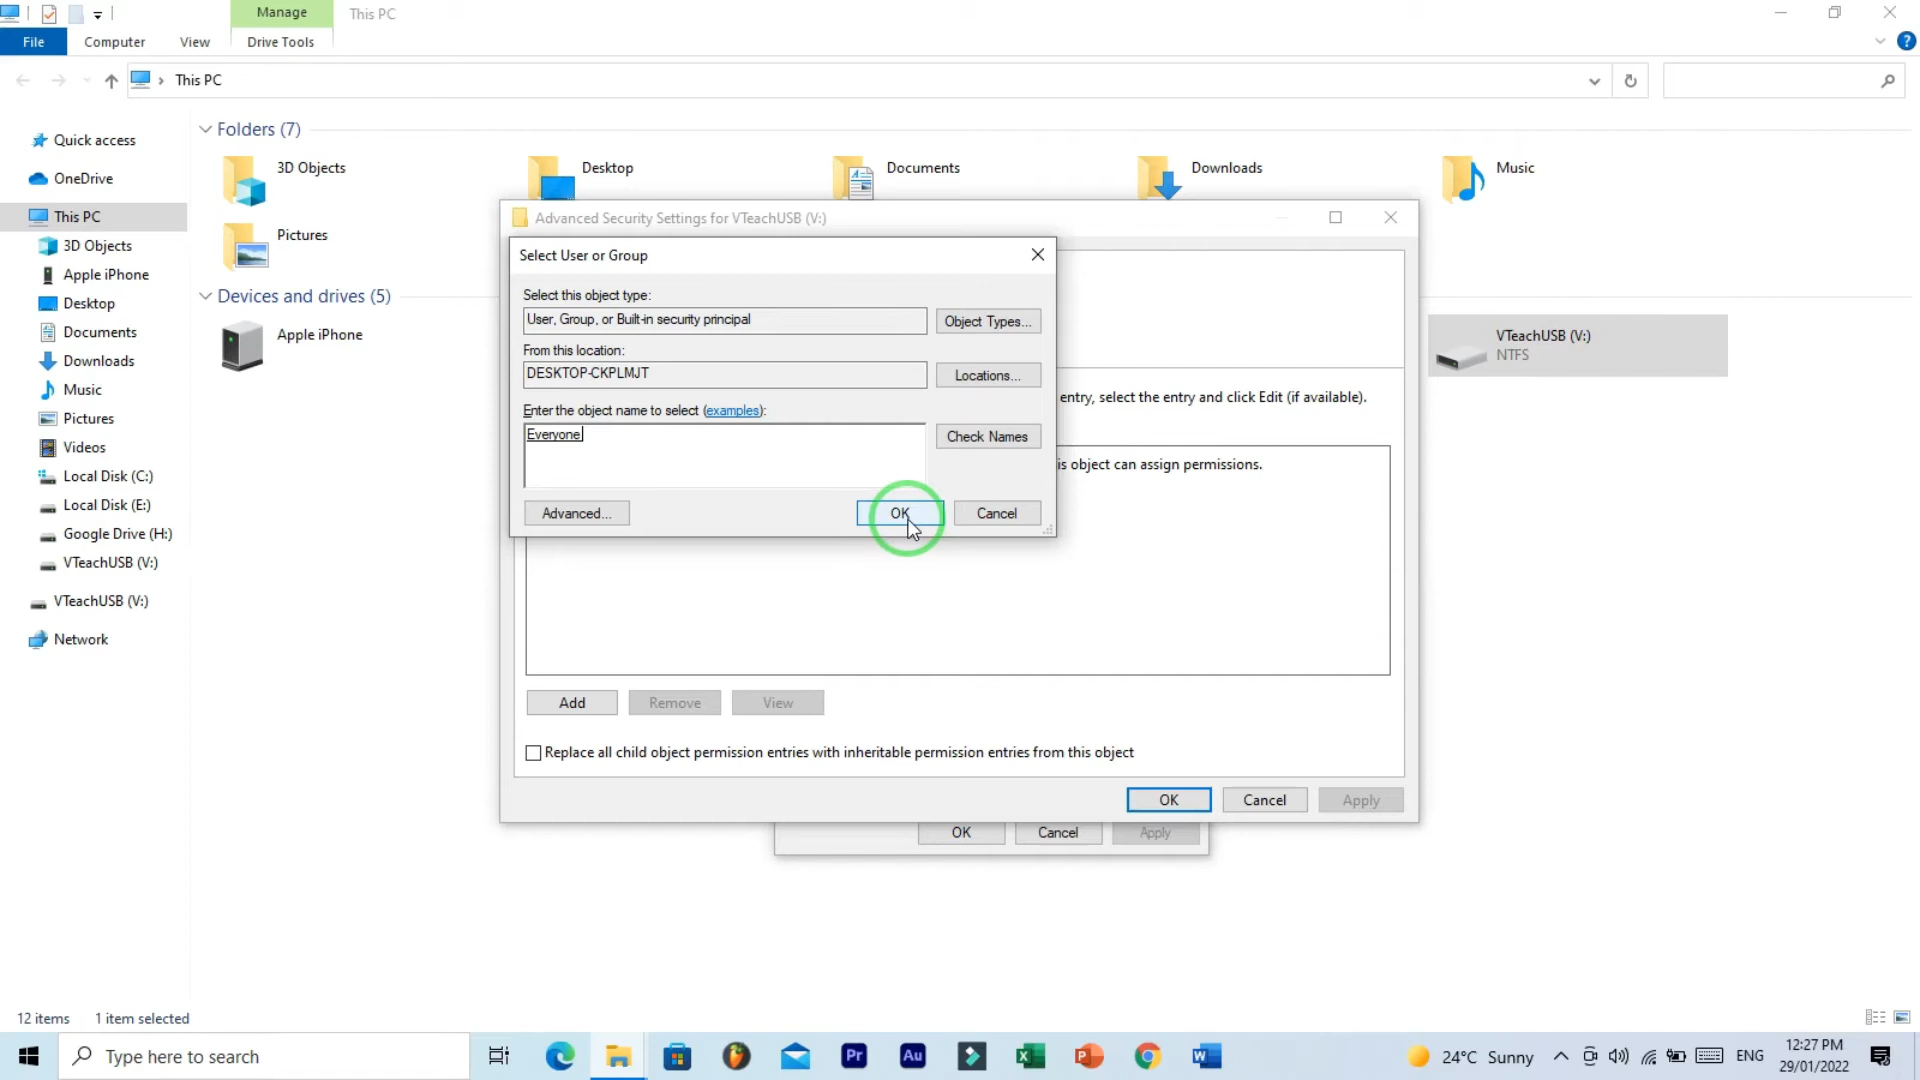 Manage
This PC
File
Computer
View
Drive Tools
This PC
Quick access
OneDrive
This PC
3D Objects
Apple iPhone
Desktop
Documents
Downloads
Music
Pictures
Videos
Local Disk (C:)
Local Disk (E:)
Google Drive (H:)
VTeachUSB (V:)
VTeachUSB (V:)
Network
Folders (7)
3D Objects
Desktop
Documents
Downloads
Music
Pictures
Devices and drives (5)
Apple iPhone
VTeachUSB (V:)
NTFS
Advanced Security Settings for VTeachUSB (V:)
Select User or Group
Select this object type:
User, Group, or Built-in security principal
Object Types...
From this location:
DESKTOP-CKPLMJT
Locations...
Enter the object name to select (examples):
Everyone
Check Names
Advanced...
OK
Cancel
entry, select the entry and click Edit (if available).
is object can assign permissions.
Add
Remove
View
Replace all child object permission entries with inheritable permission entries from this object
OK
Cancel
Apply
OK
Cancel
Apply
12 items
1 item selected
Type here to search
Pr
Au
24°C Sunny
ENG
12:27 PM
29/01/2022